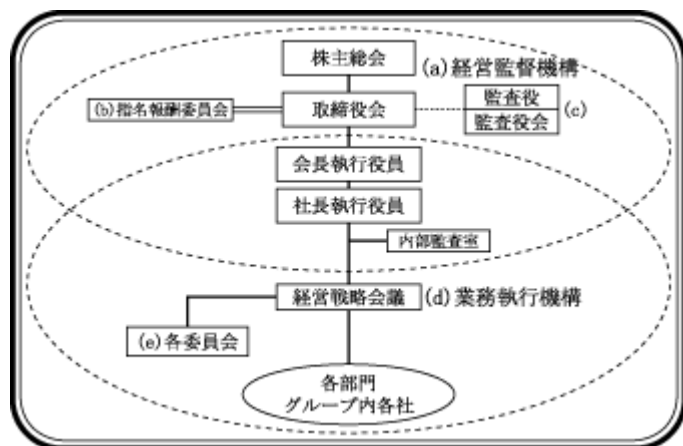 株主総会
(a)経営監督機構
(b)指名報酬委員会
取締役会
監査役
監査役会
(c)
会長執行役員
社長執行役員
内部監査室
経営戦略会議
(d)業務執行機構
(e)各委員会
各部門
グループ内各社